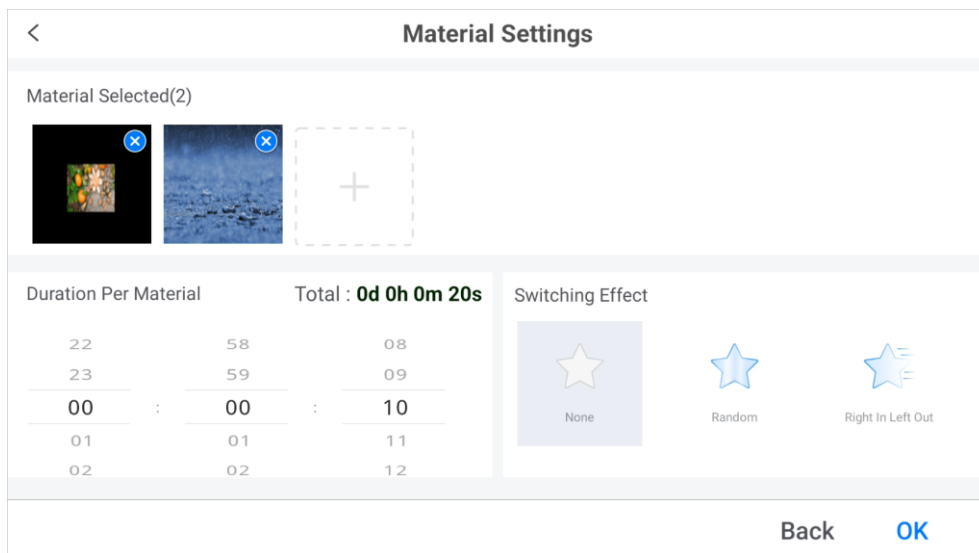 Material Settings
Material Selected(2)
Duration Per Material
Total : 0d 0h 0m 20s
22 58 08
23 59 09
00 : 00 : 10
01 01 11
02 02 12
Switching Effect
None Random Right In Left Out
Back OK